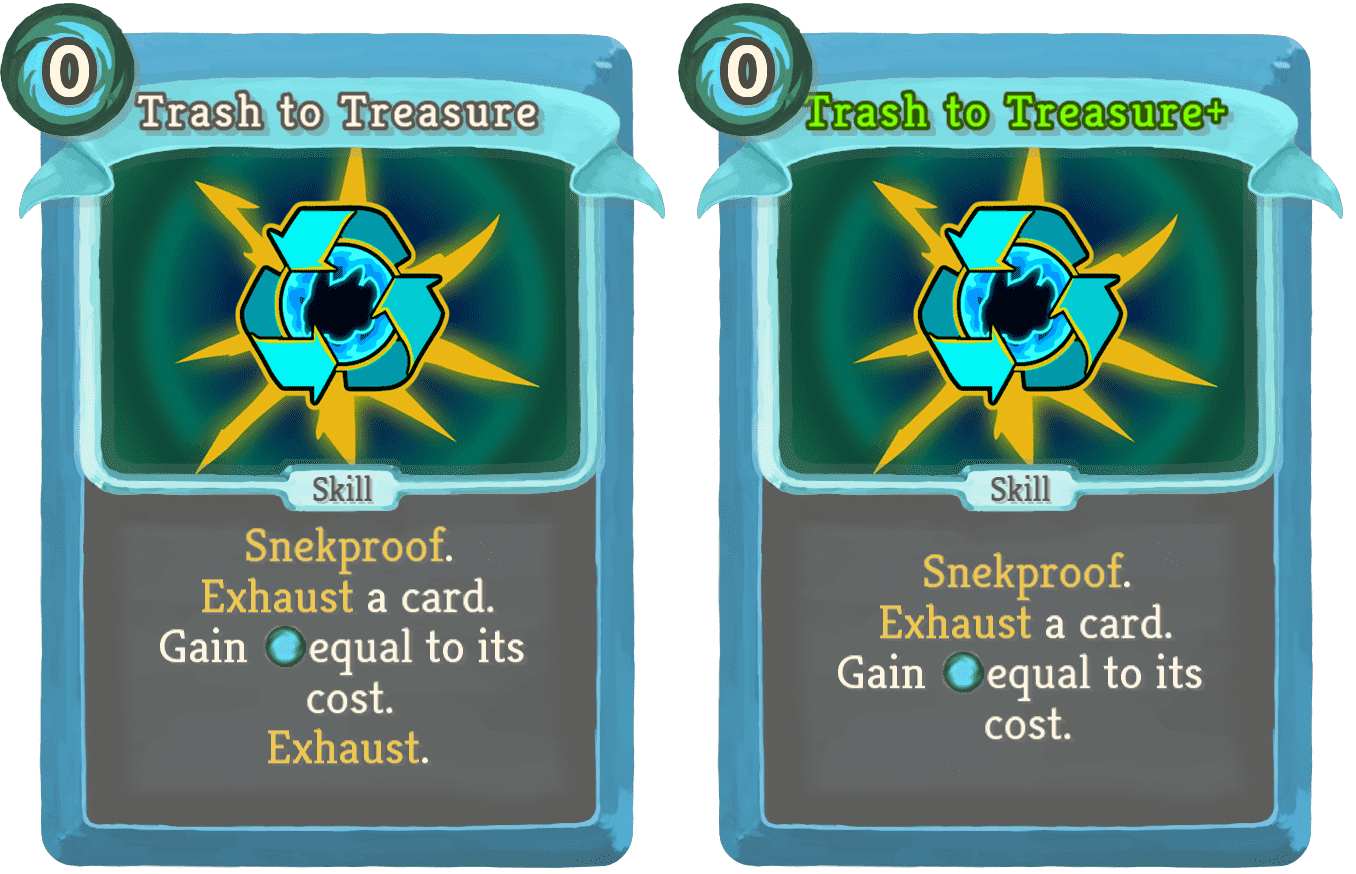 0
Trash to Treasure
Skill
Snekproof.
Exhaust a card.
Gain equal to its
cost.
Exhaust.
0
Trash to Treasure+
Skill
Snekproof.
Exhaust a card.
Gain equal to its
cost.